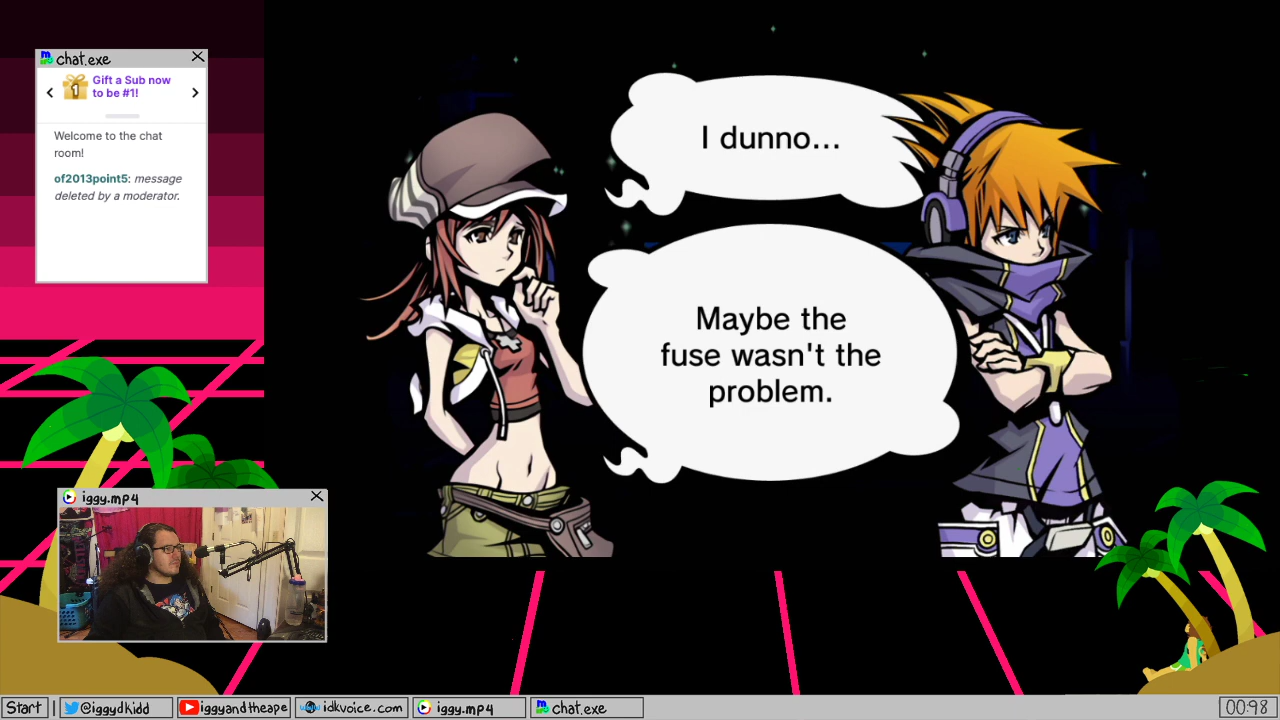 chat.exe
Gift a Sub now
to be #1!
1
Welcome to the chat
room!
of2013point5: message
deleted by a moderator.
I dunno...
Maybe the
fuse wasn't the
problem.
iggy.mp4
Start | @iggydkidd iggyandtheape idkvoice.com iggy.mp4 chat.exe 00:98